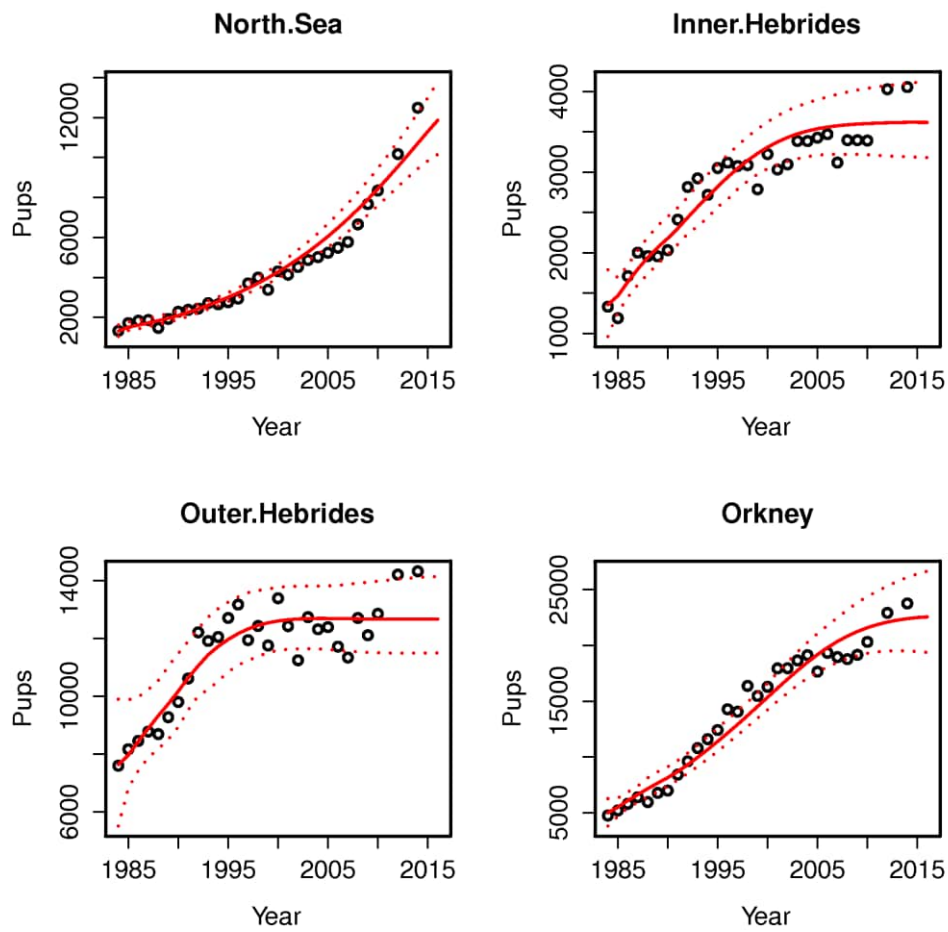 North.Sea
Pups
12000
6000
2000
1985 1995 2005 2015
Year
Inner.Hebrides
Pups
4000
3000
2000
1000
1985 1995 2005 2015
Year
Outer.Hebrides
Pups
14000
10000
6000
1985 1995 2005 2015
Year
Orkney
Pups
25000
15000
5000
1985 1995 2005 2015
Year